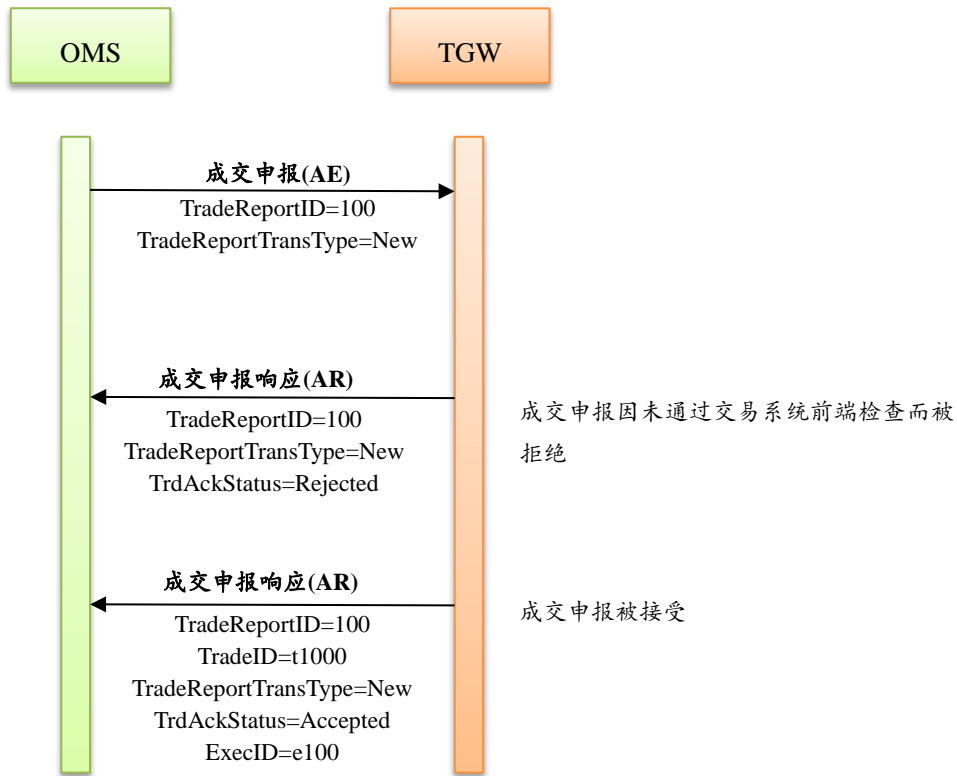 OMS
TGW
成交申报(AE)
TradeReportID=100
TradeReportTransType=New
成交申报响应(AR)
TradeReportID=100
TradeReportTransType=New
TrdAckStatus=Rejected
成交申报因未通过交易系统前端检查而被
拒绝
成交申报响应(AR)
TradeReportID=100
TradeID=t1000
TradeReportTransType=New
TrdAckStatus=Accepted
ExecID=e100
成交申报被接受